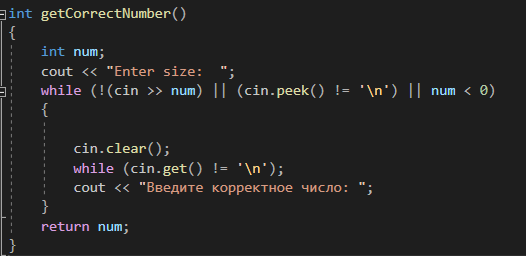 int getCorrectNumber()
{
int num;
cout << "Enter size:  ";
while (!(cin >> num) || (cin.peek() != '\n') || num < 0)
{
cin.clear();
while (cin.get() != '\n');
cout << "Введите корректное число: ";
}
return num;
}